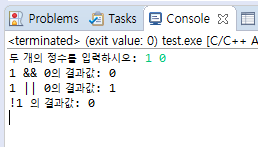 Problems Tasks Console
<terminated> (exit value: 0) test.exe [C/C++ A
두 개의 정수를 입력하시오: 1 0
1 && 0의 결과값: 0
1 || 0의 결과값: 1
!1 의 결과값: 0